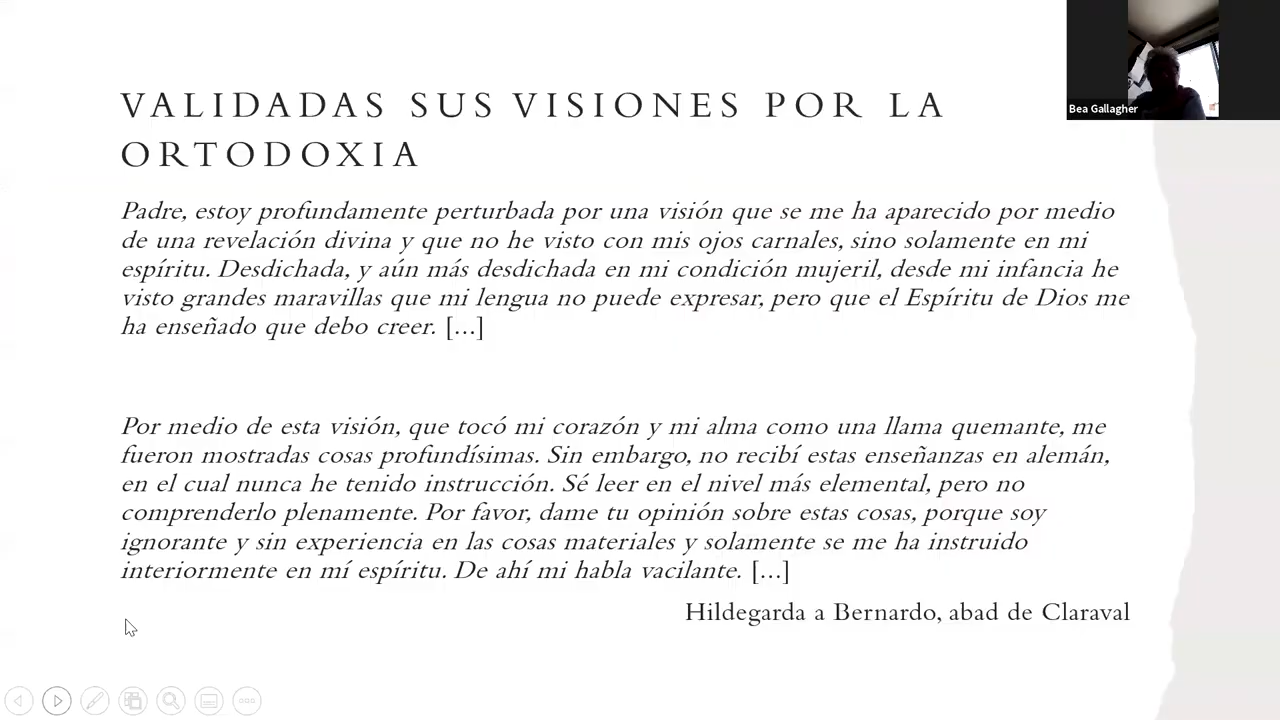 Bea Gallagher
VALIDADAS SUS VISIONES POR LA
ORTODOXIA
Padre, estoy profundamente perturbada por una visión que se me ha aparecido por medio
de una revelación divina y que no he visto con mis ojos carnales, sino solamente en mi
espíritu. Desdichada, y aún más desdichada en mi condición mujeril, desde mi infancia he
visto grandes maravillas que mi lengua no puede expresar, pero que el Espíritu de Dios me
ha enseñado que debo creer. [...]
Por medio de esta visión, que tocó mi corazón y mi alma como una llama quemante, me
fueron mostradas cosas profundísimas. Sin embargo, no recibí estas enseñanzas en alemán,
en el cual nunca he tenido instrucción. Sé leer en el nivel más elemental, pero no
comprenderlo plenamente. Por favor, dame tu opinión sobre estas cosas, porque soy
ignorante y sin experiencia en las cosas materiales y solamente se me ha instruido
interiormente en mí espíritu. De ahí mi habla vacilante. [...]
Hildegarda a Bernardo, abad de Claraval